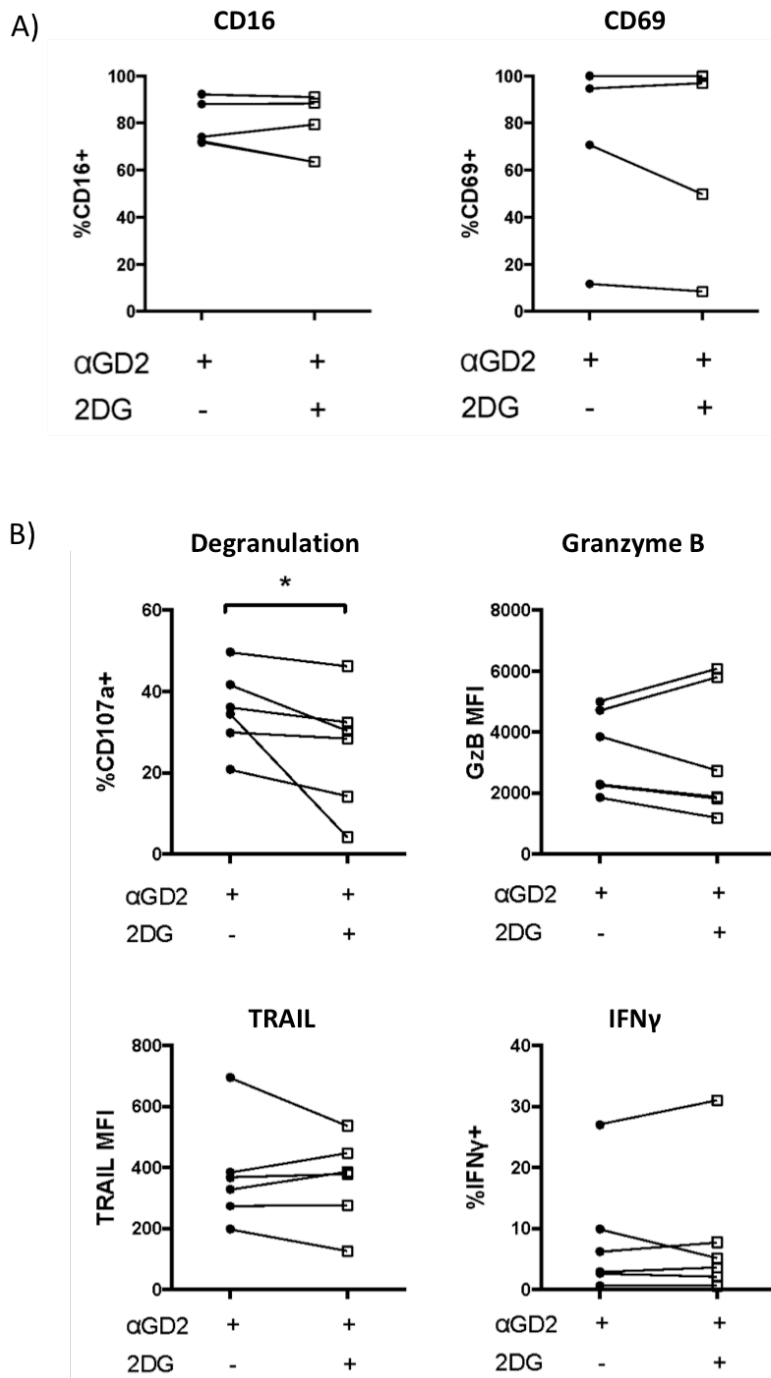 A)
CD16
CD69
%CD16+
100
80
60
40
20
0
αGD2 + +
2DG - +
%CD69+
100
80
60
40
20
0
αGD2 + +
2DG - +
B)
Degranulation
Granzyme B
*
%CD107a+
60
40
20
0
αGD2 + +
2DG - +
GzB MFI
8000
6000
4000
2000
0
αGD2 + +
2DG - +
TRAIL
IFNγ
TRAIL MFI
800
600
400
200
0
αGD2 + +
2DG - +
%IFNγ+
40
30
20
10
0
αGD2 + +
2DG - +